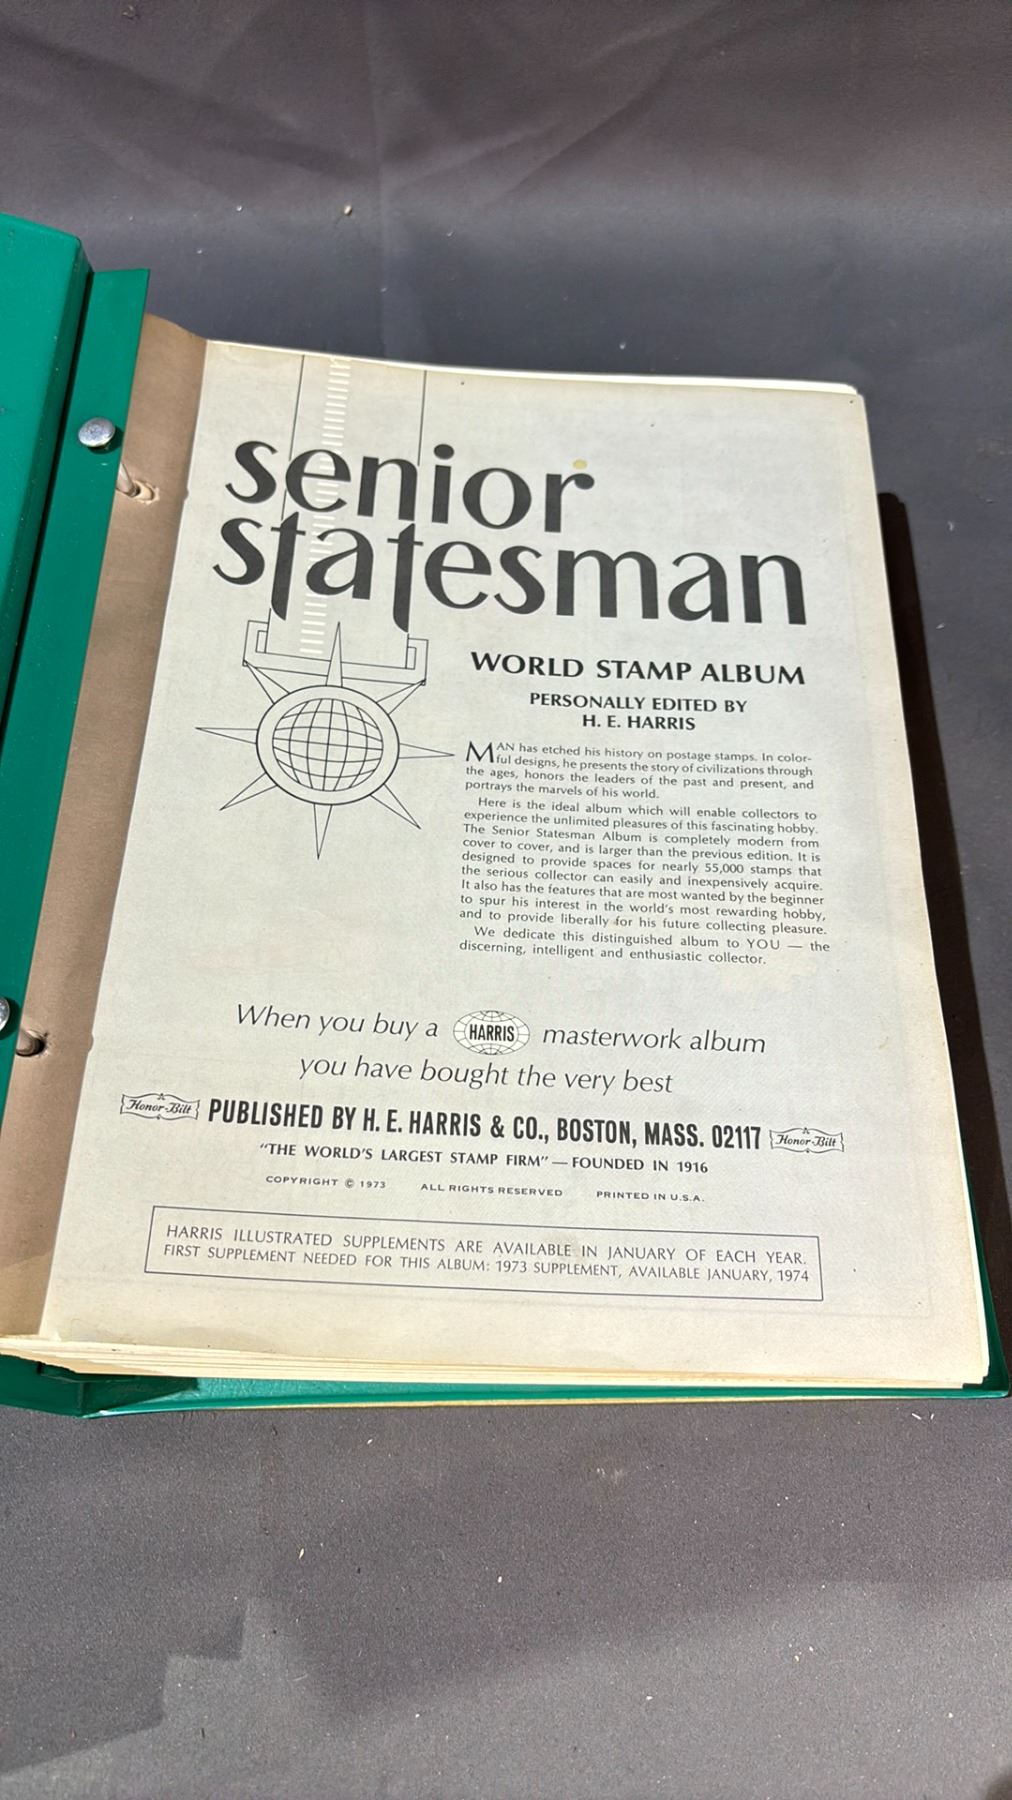 senior
statesman
WORLD STAMP ALBUM
PERSONALLY EDITED BY
H. E. HARRIS
MAN has etched his history on postage stamps. In color-
ful designs, he presents the story of civilizations through
the ages, honors the leaders of the past and present, and
portrays the marvels of his world.
Here is the ideal album which will enable collectors to
experience the unlimited pleasures of this fascinating hobby.
The Senior Statesman Album is completely modern from
cover to cover, and is larger than the previous edition. It is
designed to provide spaces for nearly 55,000 stamps that
the serious collector can easily and inexpensively acquire.
It also has the features that are most wanted by the beginner
to spur his interest in the world's most rewarding hobby,
and to provide liberally for his future collecting pleasure.
We dedicate this distinguished album to YOU — the
discerning, intelligent and enthusiastic collector.
When you buy a HARRIS masterwork album
you have bought the very best
Honor-Bilt PUBLISHED BY H. E. HARRIS & CO., BOSTON, MASS. 02117 Honor-Bilt
"THE WORLD'S LARGEST STAMP FIRM" — FOUNDED IN 1916
COPYRIGHT © 1973 ALL RIGHTS RESERVED PRINTED IN U.S.A.
HARRIS ILLUSTRATED SUPPLEMENTS ARE AVAILABLE IN JANUARY OF EACH YEAR.
FIRST SUPPLEMENT NEEDED FOR THIS ALBUM: 1973 SUPPLEMENT, AVAILABLE JANUARY, 1974